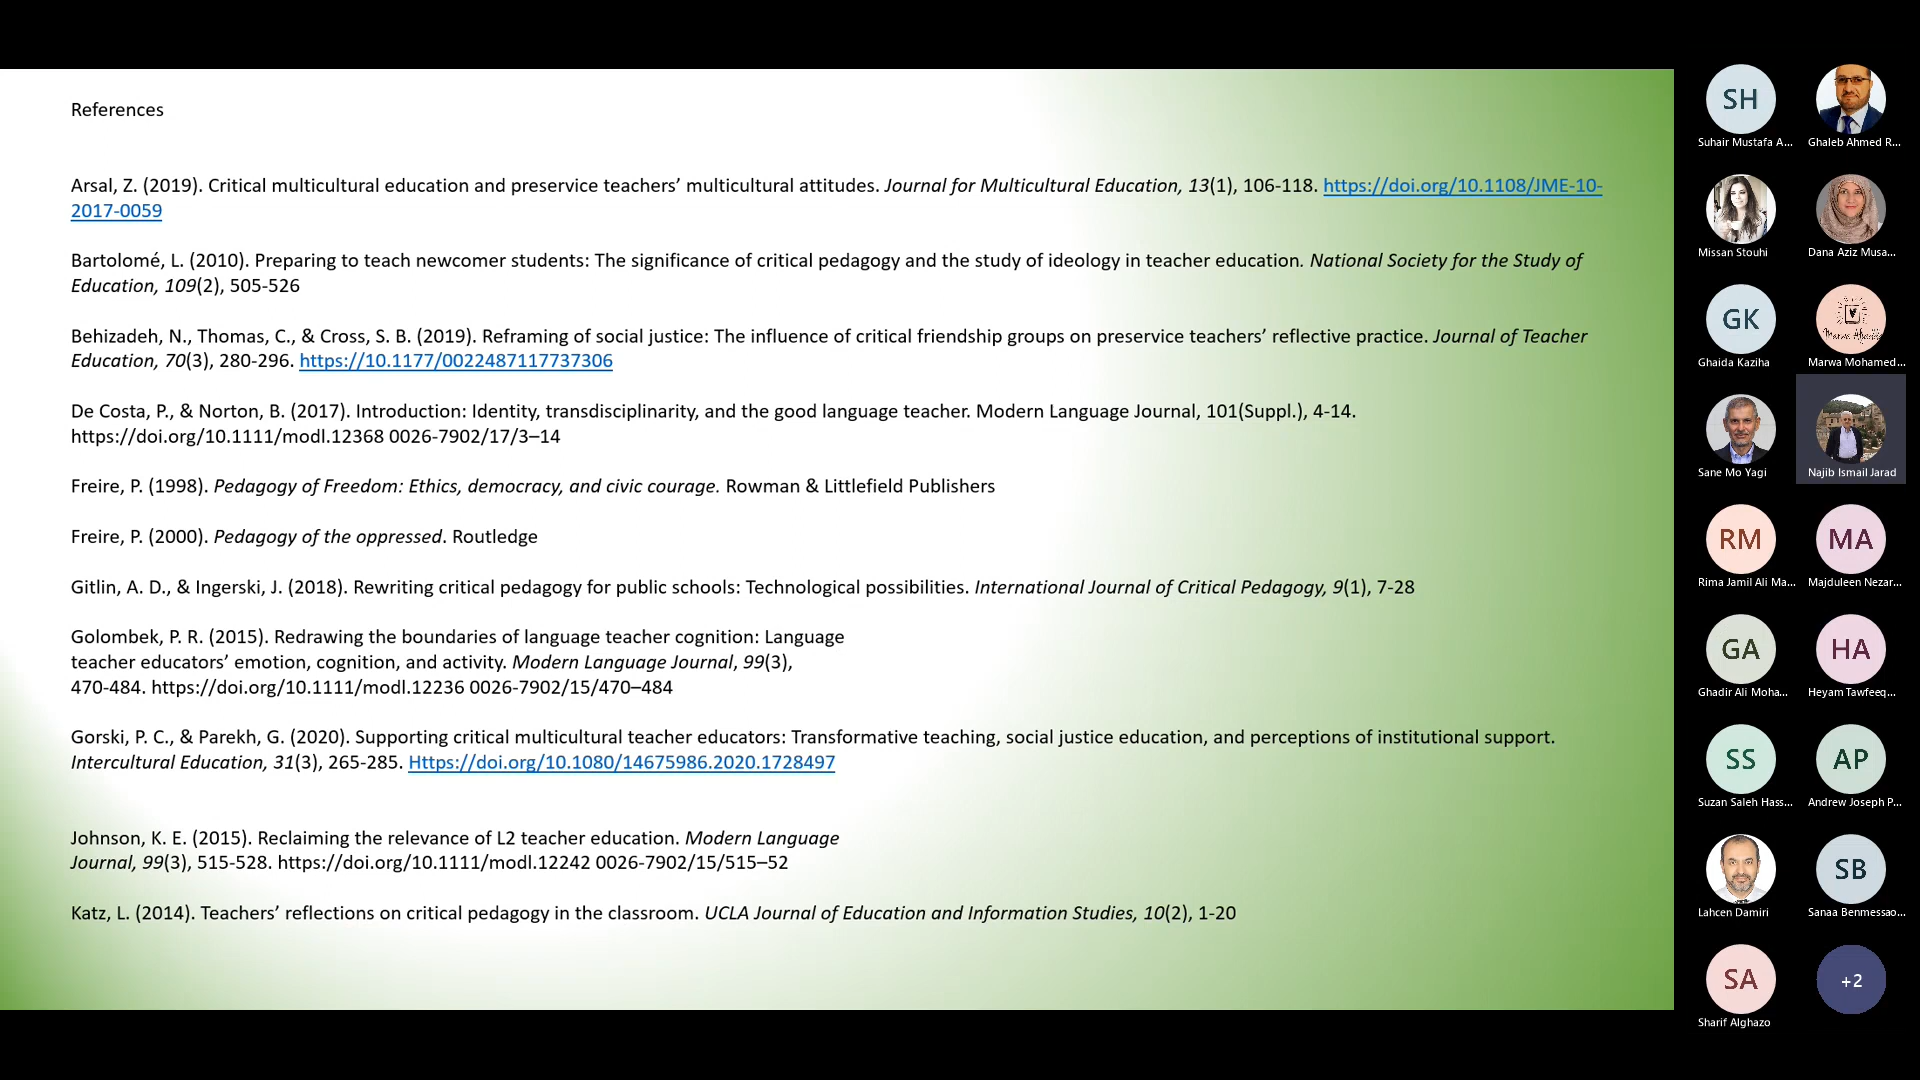 References
Arsal, Z. (2019). Critical multicultural education and preservice teachers’ multicultural attitudes. Journal for Multicultural Education, 13(1), 106-118. https://doi.org/10.1108/JME-10-
2017-0059
Bartolomé, L. (2010). Preparing to teach newcomer students: The significance of critical pedagogy and the study of ideology in teacher education. National Society for the Study of
Education, 109(2), 505-526
Behizadeh, N., Thomas, C., & Cross, S. B. (2019). Reframing of social justice: The influence of critical friendship groups on preservice teachers’ reflective practice. Journal of Teacher
Education, 70(3), 280-296. https://10.1177/0022487117737306
De Costa, P., & Norton, B. (2017). Introduction: Identity, transdisciplinarity, and the good language teacher. Modern Language Journal, 101(Suppl.), 4-14.
https://doi.org/10.1111/modl.12368 0026-7902/17/3–14
Freire, P. (1998). Pedagogy of Freedom: Ethics, democracy, and civic courage. Rowman & Littlefield Publishers
Freire, P. (2000). Pedagogy of the oppressed. Routledge
Gitlin, A. D., & Ingerski, J. (2018). Rewriting critical pedagogy for public schools: Technological possibilities. International Journal of Critical Pedagogy, 9(1), 7-28
Golombek, P. R. (2015). Redrawing the boundaries of language teacher cognition: Language
teacher educators’ emotion, cognition, and activity. Modern Language Journal, 99(3),
470-484. https://doi.org/10.1111/modl.12236 0026-7902/15/470–484
Gorski, P. C., & Parekh, G. (2020). Supporting critical multicultural teacher educators: Transformative teaching, social justice education, and perceptions of institutional support.
Intercultural Education, 31(3), 265-285. Https://doi.org/10.1080/14675986.2020.1728497
Johnson, K. E. (2015). Reclaiming the relevance of L2 teacher education. Modern Language
Journal, 99(3), 515-528. https://doi.org/10.1111/modl.12242 0026-7902/15/515–52
Katz, L. (2014). Teachers’ reflections on critical pedagogy in the classroom. UCLA Journal of Education and Information Studies, 10(2), 1-20
SH
Suhair Mustafa A... Ghaleb Ahmed R...
Missan Stouhi Dana Aziz Musa...
GK
Ghaida Kaziha Marwa Mohamed...
Sane Mo Yagi Najib Ismail Jarad
RM MA
Rima Jamil Ali Ma... Majduleen Nezar...
GA HA
Ghadir Ali Moha... Heyam Tawfeeq...
SS AP
Suzan Saleh Hass... Andrew Joseph P...
SB
Lahcen Damiri Sanaa Benmessao...
SA +2
Sharif Alghazo